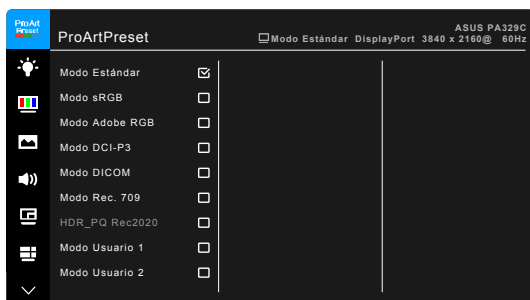 ProArt
Preset
ProArtPreset
ASUS PA329C
Modo Estándar DisplayPort 3840 x 2160@ 60Hz
Modo Estándar
Modo sRGB
Modo Adobe RGB
Modo DCI-P3
Modo DICOM
Modo Rec. 709
HDR_PQ Rec2020
Modo Usuario 1
Modo Usuario 2